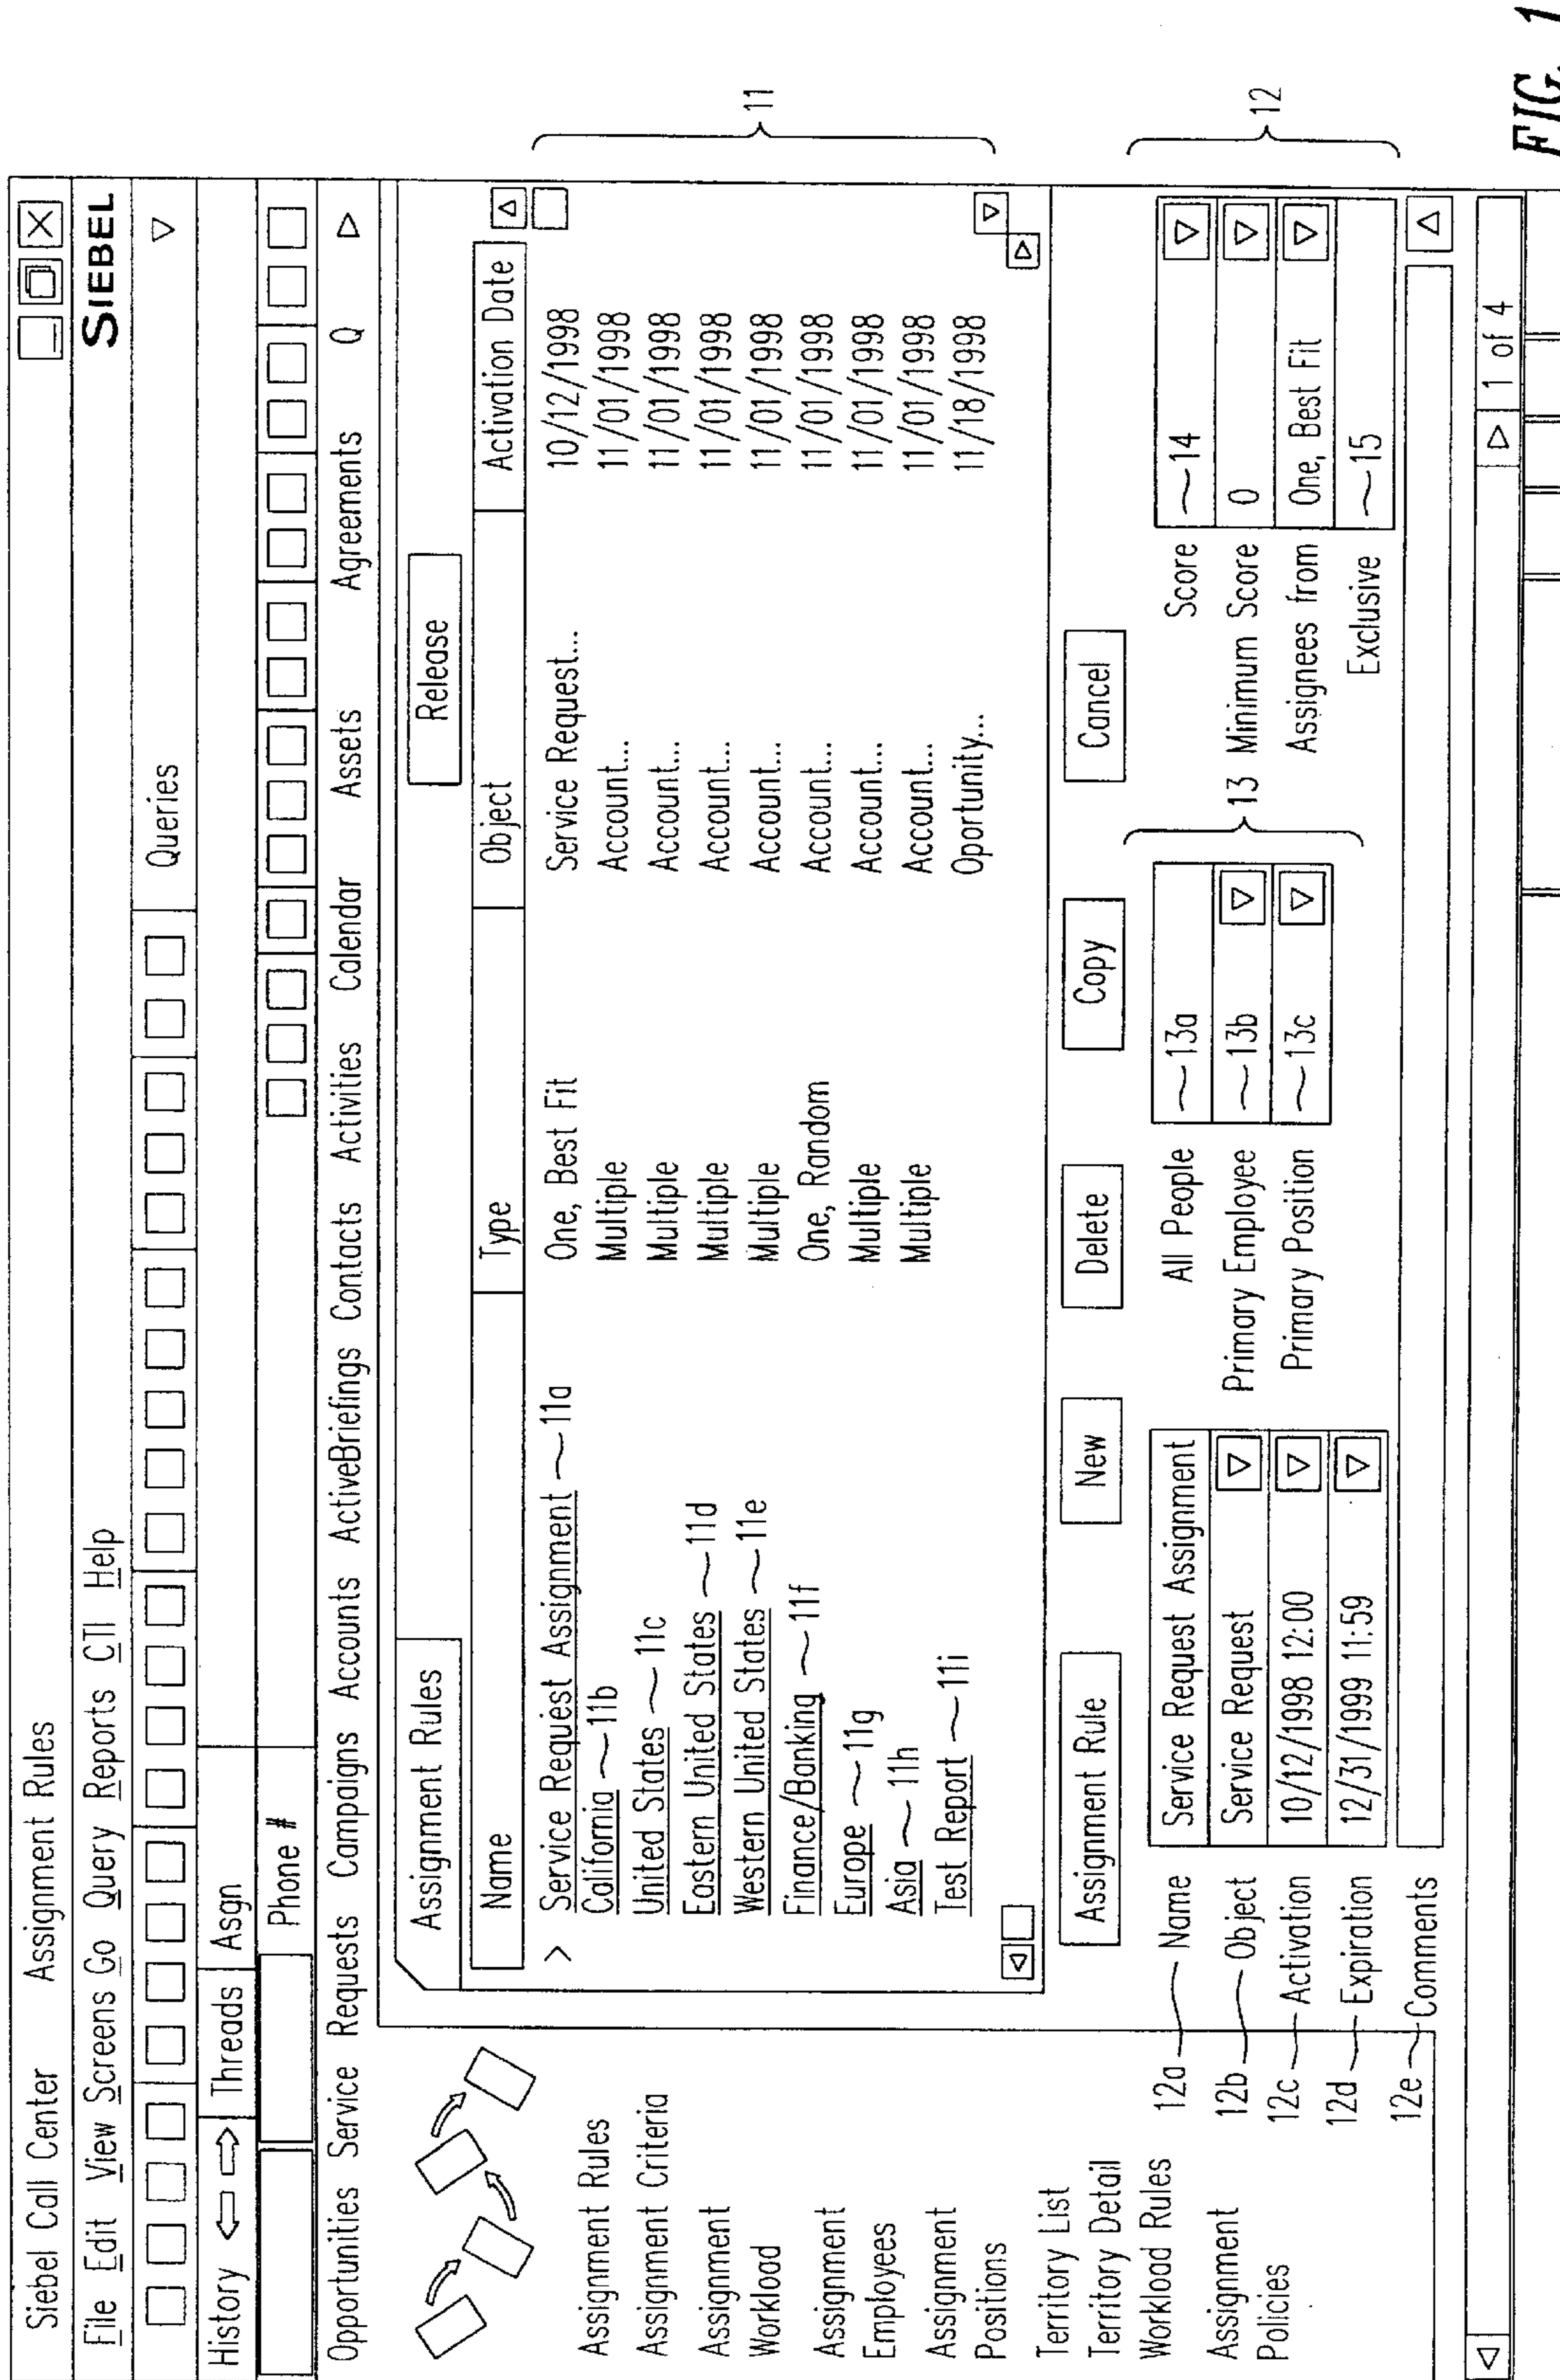 Siebel Call Center Assignment Rules
File Edit View Screens Go Query Reports CTI Help SIEBEL
Queries
History Threads Asgn
Phone #
Opportunities Service Requests Campaigns Accounts ActiveBriefings Contacts Activities Calendar Assets Agreements Q
Assignment Rules Release
Name Type Object Activation Date
> Service Request Assignment ~11a One, Best Fit Service Request... 10/12/1998
California ~11b Multiple Account... 11/01/1998
United States ~11c Multiple Account... 11/01/1998
Eastern United States ~11d Multiple Account... 11/01/1998
Western United States ~11e Multiple Account... 11/01/1998
Finance/Banking ~11f One, Random Account... 11/01/1998
Europe ~11g Multiple Account... 11/01/1998
Asia ~11h Multiple Account... 11/01/1998
Test Report ~11i Oportunity... 11/18/1998
11
Assignment Rules
Assignment Criteria
Assignment
Workload
Assignment
Employees
Assignment
Positions
Territory List
Territory Detail
Workload Rules
Assignment
Policies
Assignment Rule New Delete Copy Cancel
12a Name Service Request Assignment All People ~13a Score ~14
12b Object Service Request Primary Employee ~13b 13 Minimum Score 0
12c Activation 10/12/1998 12:00 Primary Position ~13c Assignees from One, Best Fit
12d Expiration 12/31/1999 11:59 Exclusive ~15
12e Comments
12
1 of 4
FIG. 1